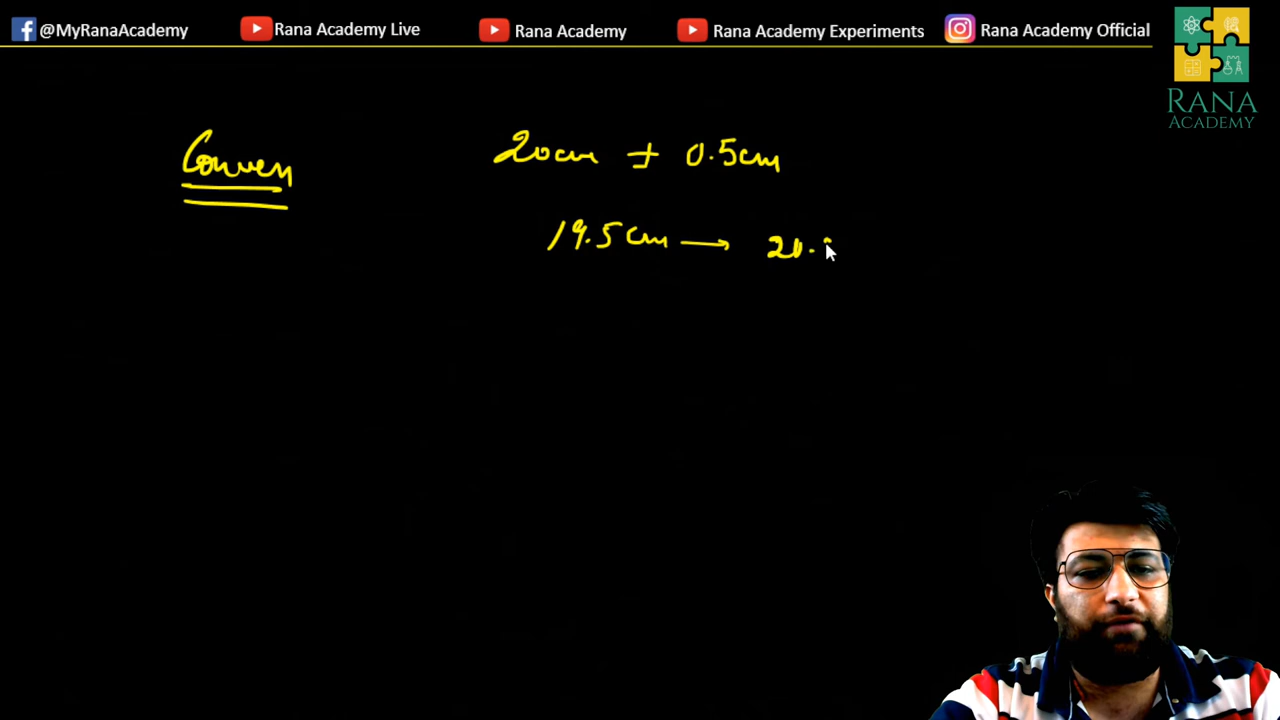 @MyRanaAcademy Rana Academy Live Rana Academy Rana Academy Experiments Rana Academy Official
RANA
ACADEMY
Conven 20cm ± 0.5cm
19.5cm → 20.